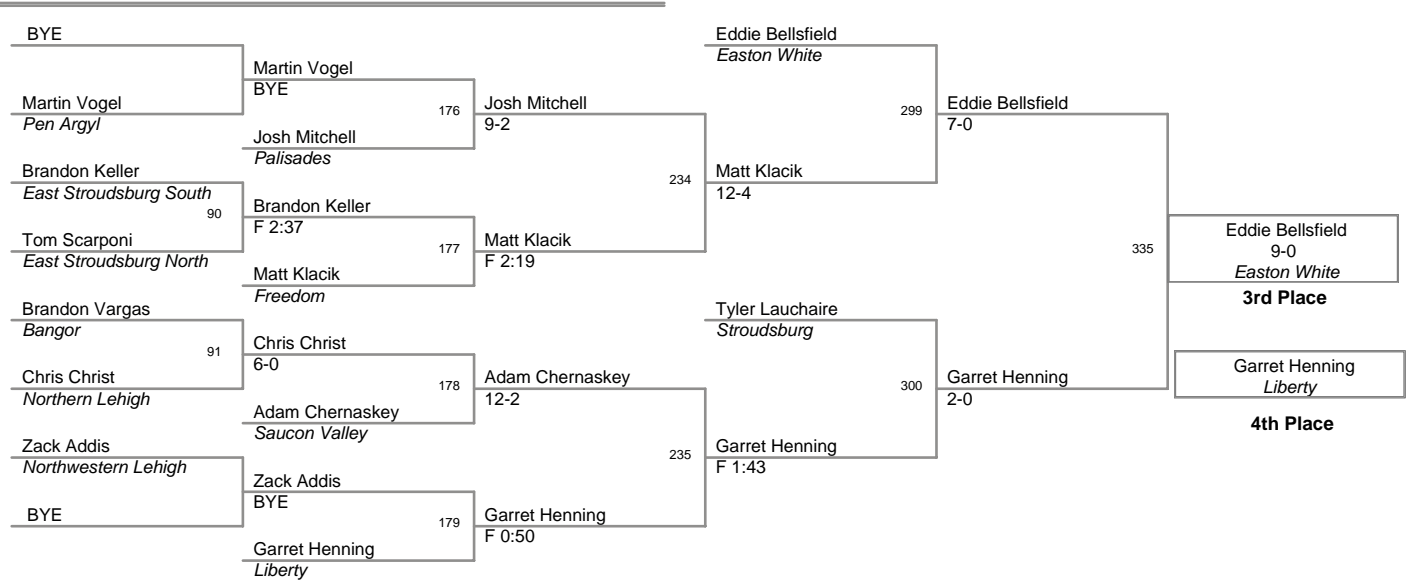 BYE
Martin Vogel
Pen Argyl
Brandon Keller
East Stroudsburg South
90
Tom Scarponi
East Stroudsburg North
Brandon Vargas
Bangor
91
Chris Christ
Northern Lehigh
Zack Addis
Northwestern Lehigh
BYE
Martin Vogel
BYE
176
Josh Mitchell
Palisades
Brandon Keller
F 2:37
177
Matt Klacik
Freedom
Chris Christ
6-0
178
Adam Chernaskey
Saucon Valley
Zack Addis
BYE
179
Garret Henning
Liberty
Josh Mitchell
9-2
234
Matt Klacik
F 2:19
Adam Chernaskey
12-2
235
Garret Henning
F 0:50
Eddie Bellsfield
Easton White
299
Matt Klacik
12-4
Tyler Lauchaire
Stroudsburg
300
Garret Henning
F 1:43
Eddie Bellsfield
7-0
335
Garret Henning
2-0
Eddie Bellsfield
9-0
Easton White
3rd Place
Garret Henning
Liberty
4th Place